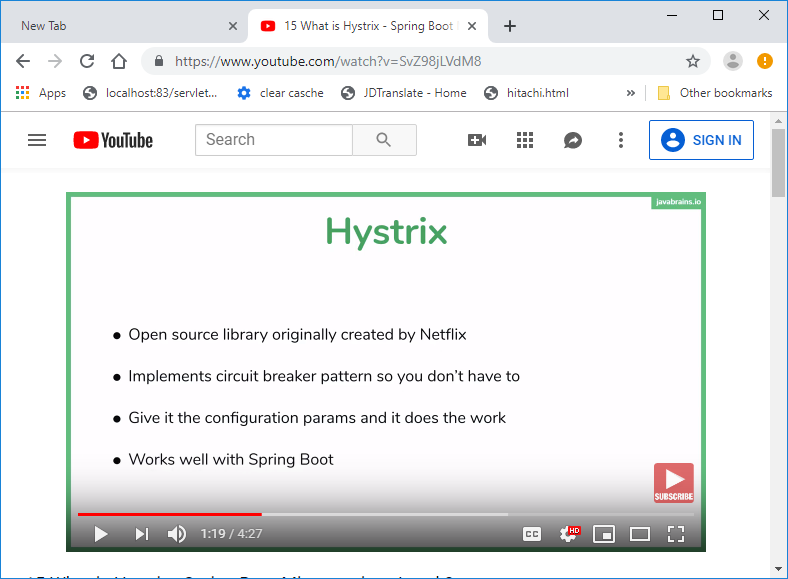 New Tab
15 What is Hystrix - Spring Boot
https://www.youtube.com/watch?v=SvZ98jLVdM8
Apps
localhost:83/servlet...
clear casche
JDTranslate - Home
hitachi.html
»
Other bookmarks
YouTube
Search
SIGN IN
javabrains.io
Hystrix
● Open source library originally created by Netflix
● Implements circuit breaker pattern so you don't have to
● Give it the configuration params and it does the work
● Works well with Spring Boot
SUBSCRIBE
1:19 / 4:27
CC
HD